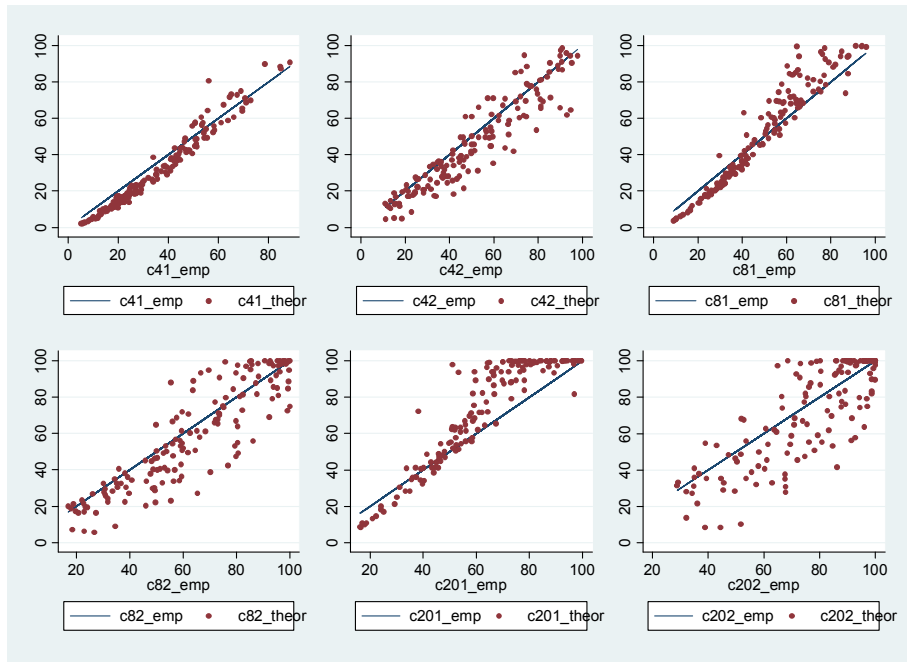 100
80
60
40
20
0
0 20 40 60 80
c41_emp
c41_emp c41_theor
100
80
60
40
20
0
0 20 40 60 80 100
c42_emp
c42_emp c42_theor
100
80
60
40
20
0
0 20 40 60 80 100
c81_emp
c81_emp c81_theor
100
80
60
40
20
0
20 40 60 80 100
c82_emp
c82_emp c82_theor
100
80
60
40
20
0
20 40 60 80 100
c201_emp
c201_emp c201_theor
100
80
60
40
20
0
20 40 60 80 100
c202_emp
c202_emp c202_theor